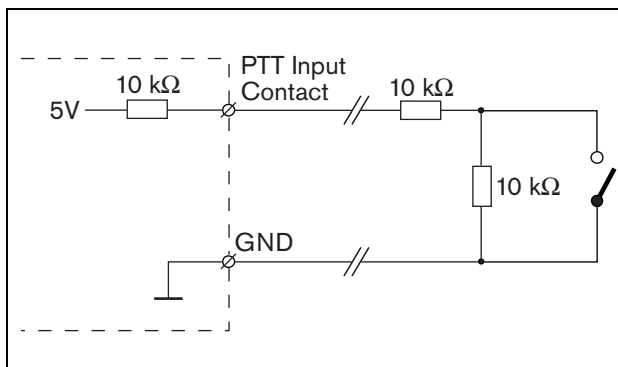 PTT Input
Contact
10 kΩ
5V
10 kΩ
10 kΩ
GND